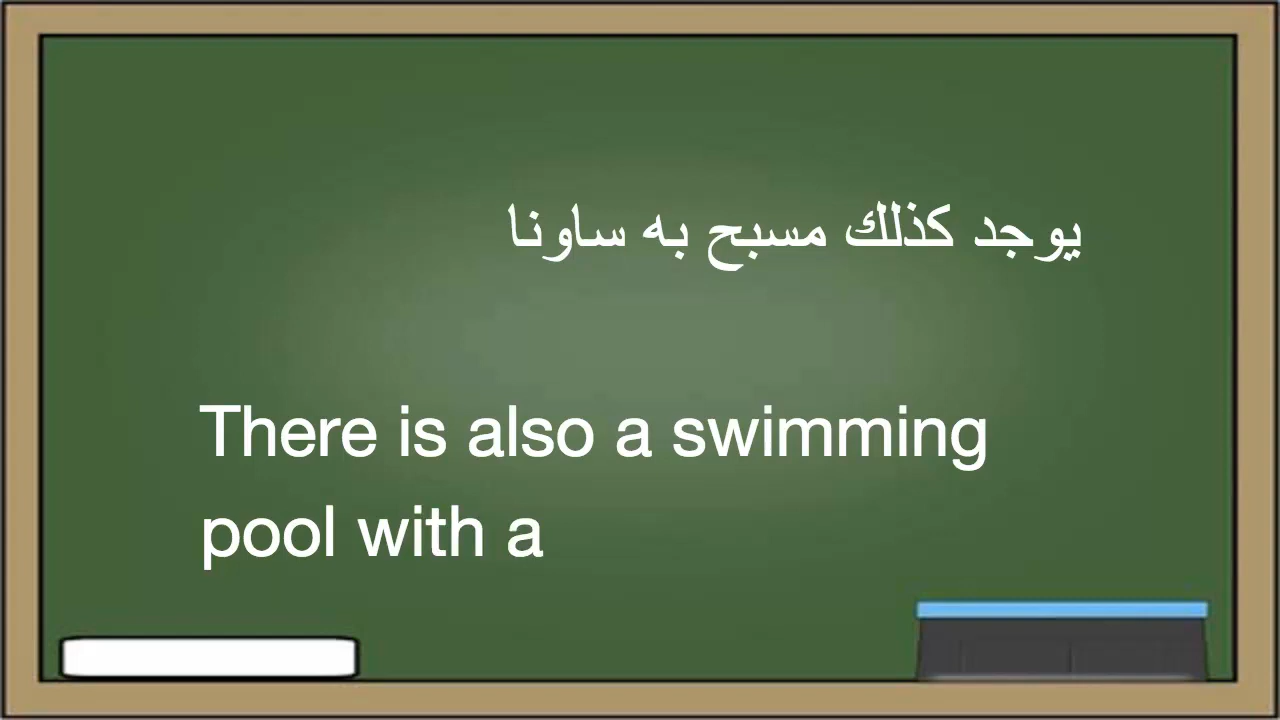 يوجد كذلك مسبح به ساونا
There is also a swimming
pool with a